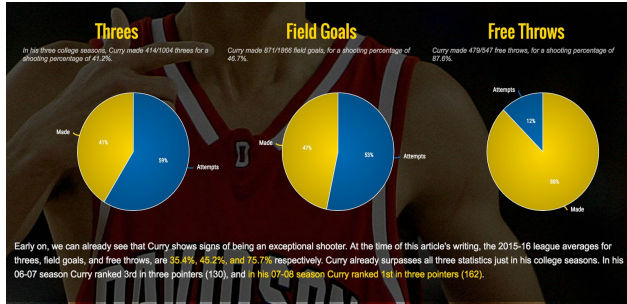 Threes
In his three college seasons, Curry made 414/1004 threes for a
shooting percentage of 41.2%.
Field Goals
Curry made 871/1866 field goals, for a shooting percentage of
46.7%.
Free Throws
Curry made 479/547 free throws, for a shooting percentage of
87.6%.
Made
41%
59%
Attempts
Made
47%
53%
Attempts
Attempts
12%
88%
Made
D
Early on, we can already see that Curry shows signs of being an exceptional shooter. At the time of this article's writing, the 2015-16 league averages for
threes, field goals, and free throws, are 35.4%, 45.2%, and 75.7% respectively. Curry already surpasses all three statistics just in his college seasons. In his
06-07 season Curry ranked 3rd in three pointers (130), and in his 07-08 season Curry ranked 1st in three pointers (162).